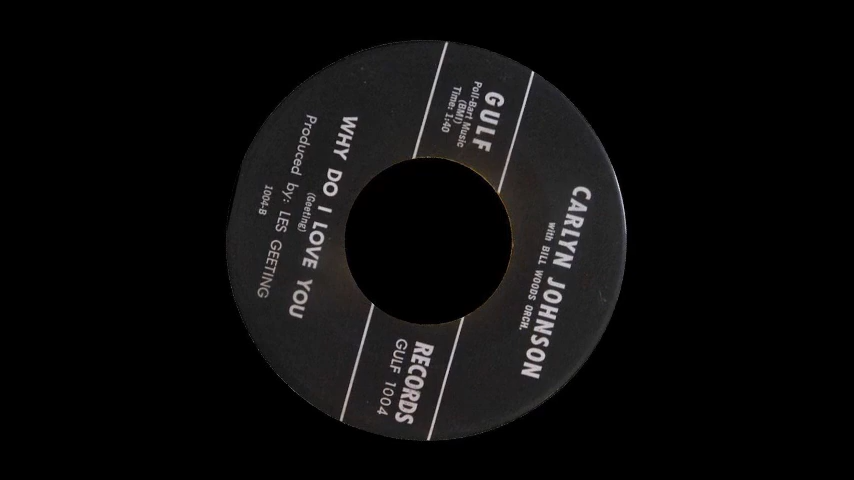 CARLYN JOHNSON
with BILL WOODS ORCH.
GULF
Poll-Bart Music
(BMI)
Time: 1:40
RECORDS
GULF 1004
WHY DO I LOVE YOU
(Geeting)
Produced by: LES GEETING
1004-B